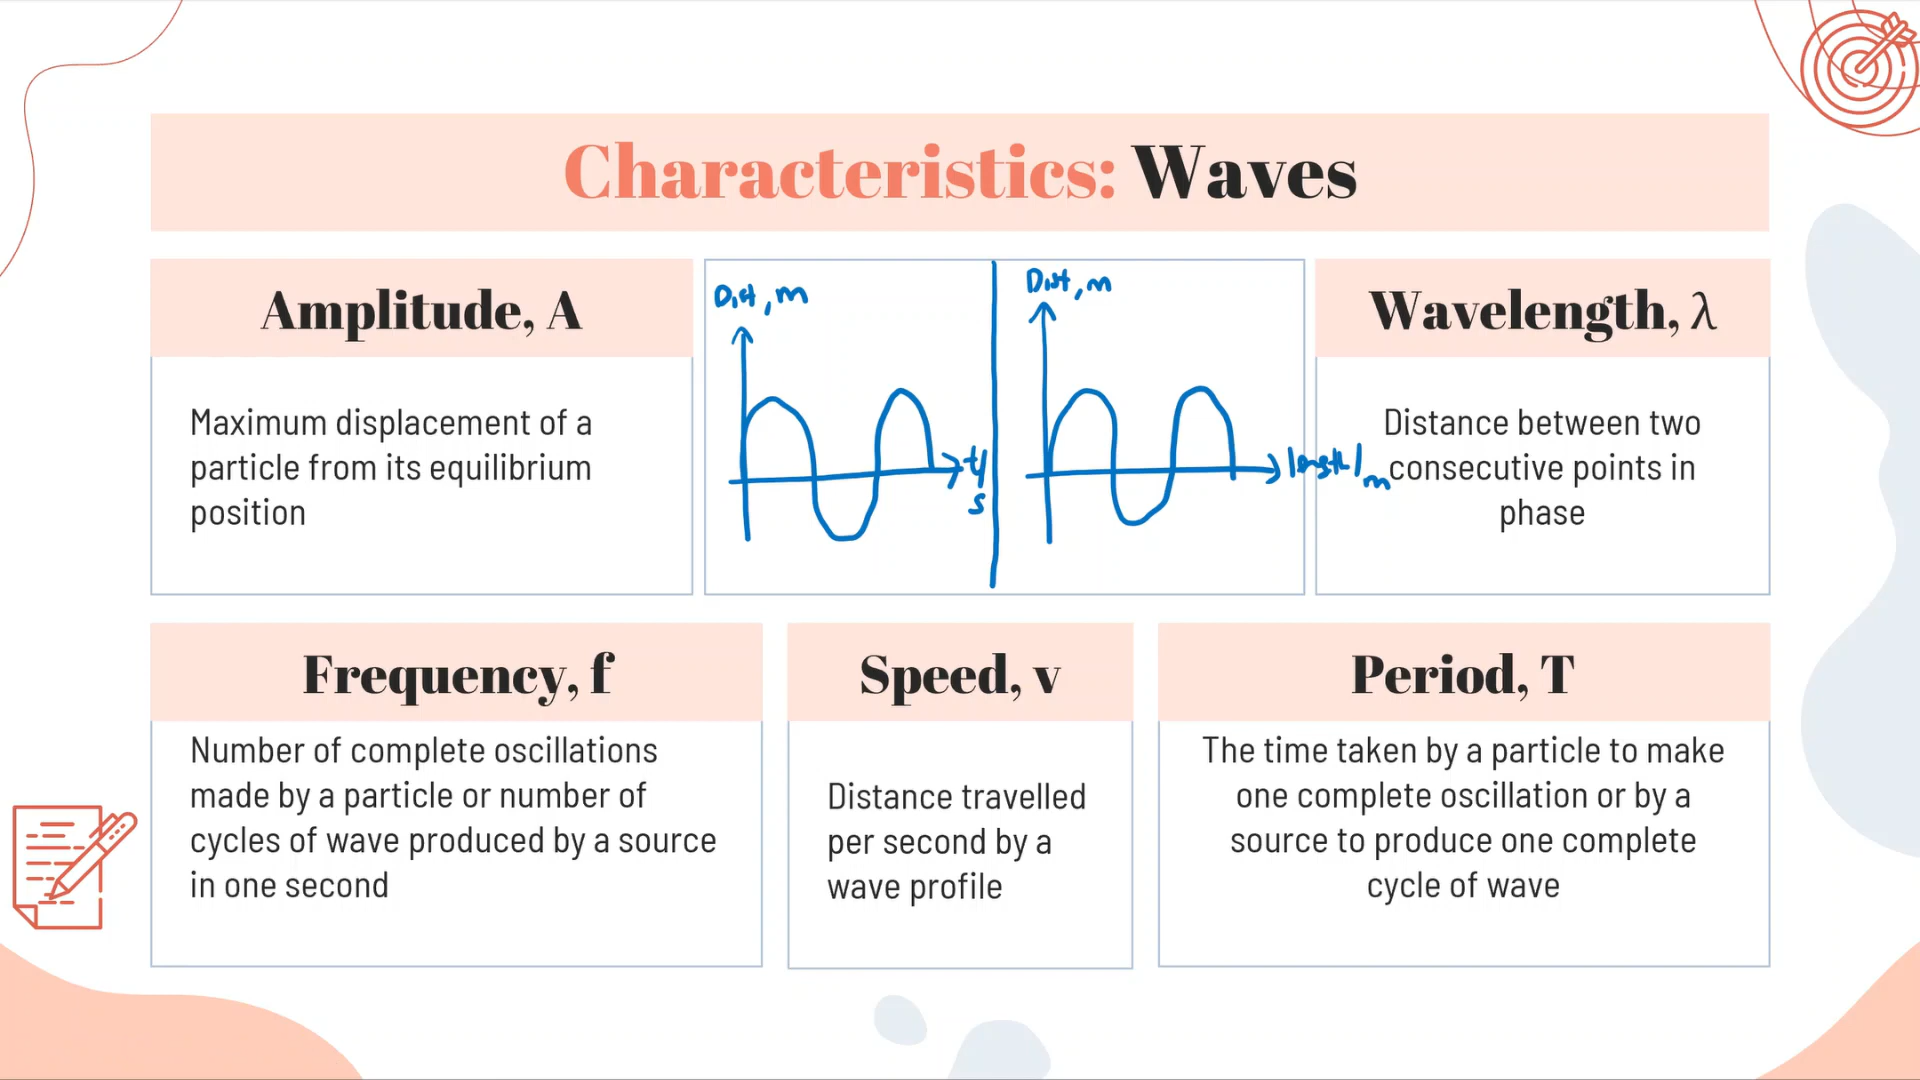 Characteristics: Waves
Amplitude, A
Maximum displacement of a
particle from its equilibrium
position
Dist, m
t/
s
Dist, m
length/
m
Wavelength, λ
Distance between two
consecutive points in
phase
Frequency, f
Number of complete oscillations
made by a particle or number of
cycles of wave produced by a source
in one second
Speed, v
Distance travelled
per second by a
wave profile
Period, T
The time taken by a particle to make
one complete oscillation or by a
source to produce one complete
cycle of wave